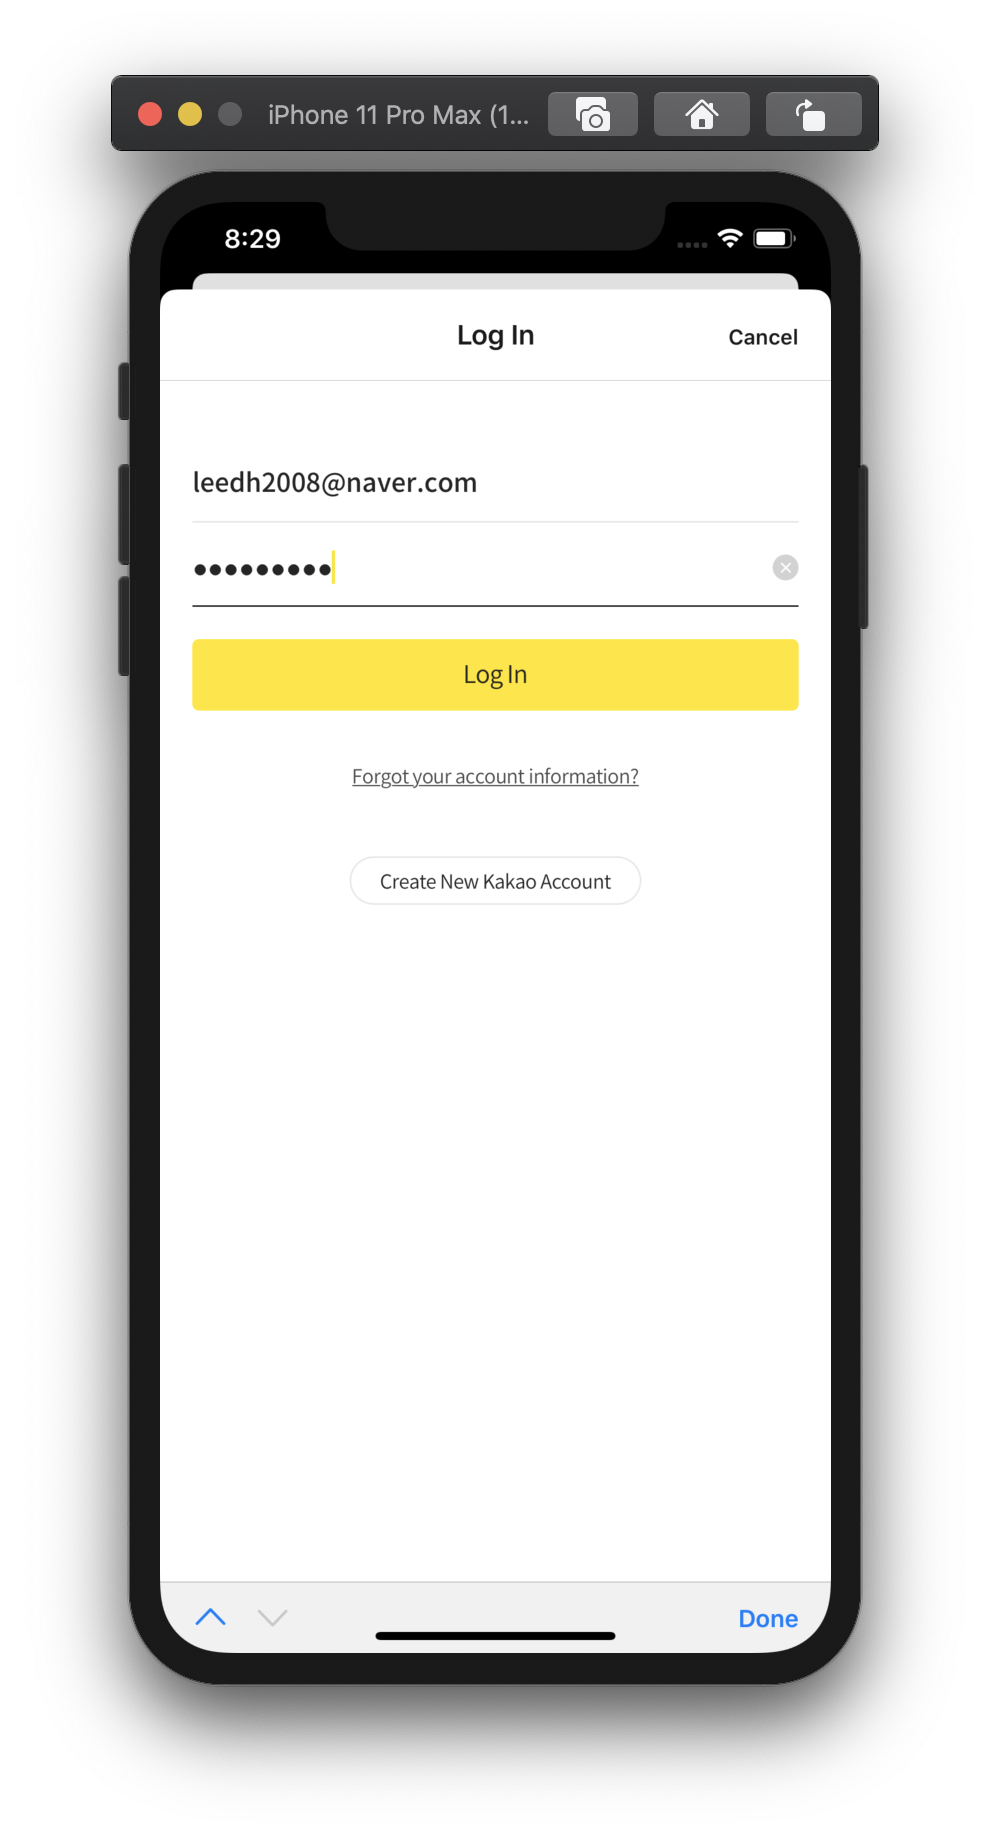 iPhone 11 Pro Max (1...
8:29
Log In
Cancel
leedh2008@naver.com
•••••••••
Log In
Forgot your account information?
Create New Kakao Account
Done